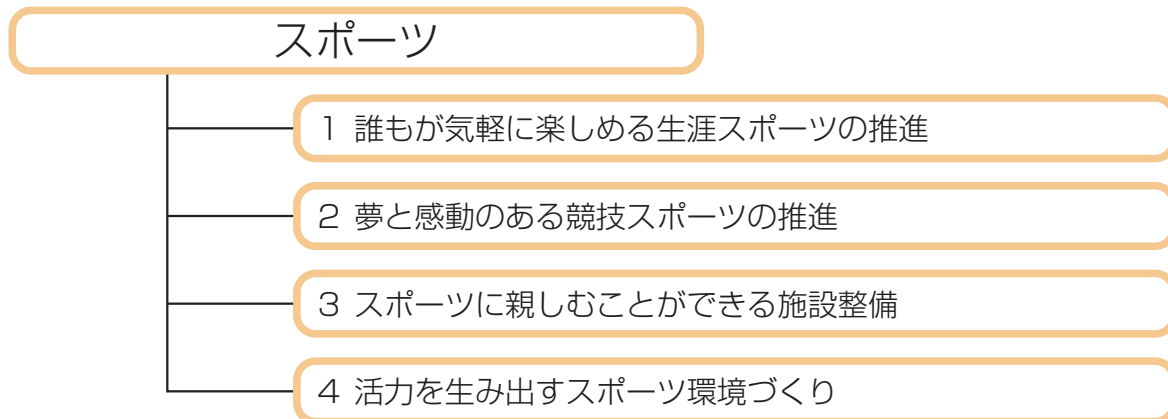 スポーツ
1 誰もが気軽に楽しめる生涯スポーツの推進
2 夢と感動のある競技スポーツの推進
3 スポーツに親しむことができる施設整備
4 活力を生み出すスポーツ環境づくり